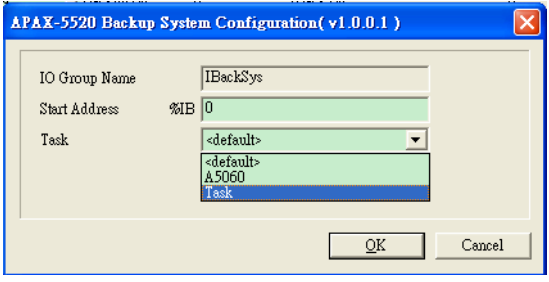 APAX-5520 Backup System Configuration( v1.0.0.1 )
IO Group Name IBackSys
Start Address %IB 0
Task <default>
<default>
A5060
Task
OK Cancel